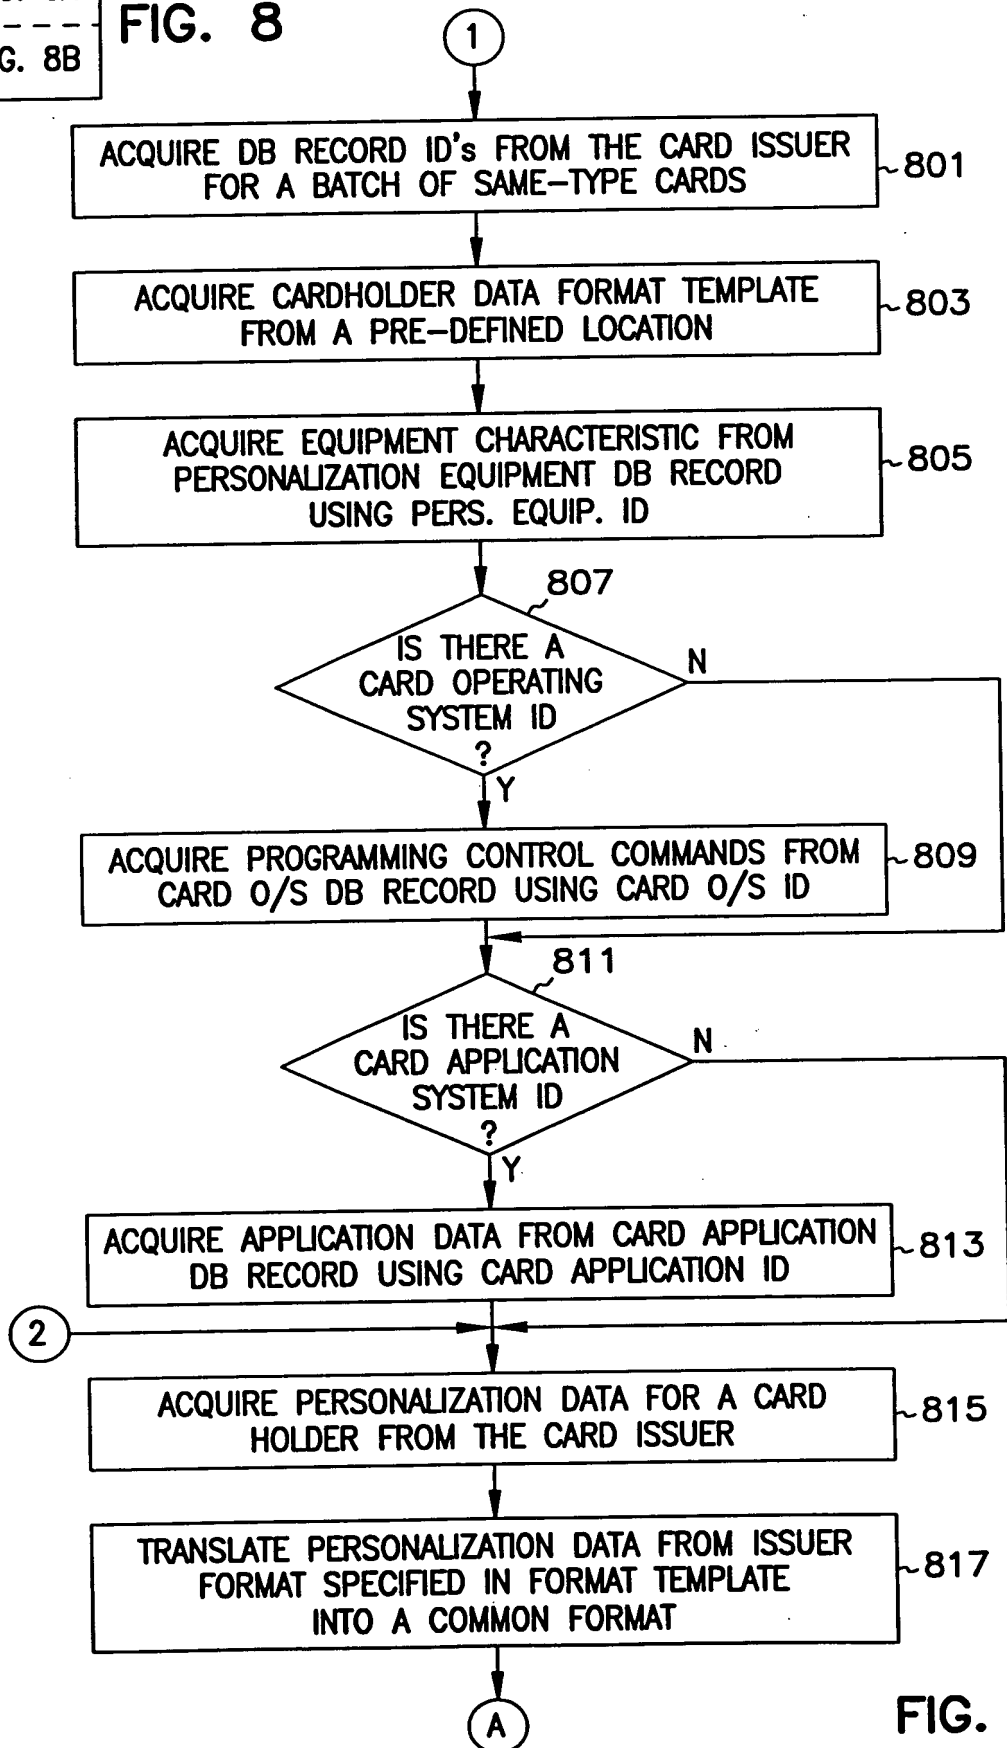 FIG. 8
G. 8B
1
ACQUIRE DB RECORD ID's FROM THE CARD ISSUER
FOR A BATCH OF SAME-TYPE CARDS
801
ACQUIRE CARDHOLDER DATA FORMAT TEMPLATE
FROM A PRE-DEFINED LOCATION
803
ACQUIRE EQUIPMENT CHARACTERISTIC FROM
PERSONALIZATION EQUIPMENT DB RECORD
USING PERS. EQUIP. ID
805
807
IS THERE A
CARD OPERATING
SYSTEM ID
?
N
Y
ACQUIRE PROGRAMMING CONTROL COMMANDS FROM
CARD O/S DB RECORD USING CARD O/S ID
809
811
IS THERE A
CARD APPLICATION
SYSTEM ID
?
N
Y
ACQUIRE APPLICATION DATA FROM CARD APPLICATION
DB RECORD USING CARD APPLICATION ID
813
2
ACQUIRE PERSONALIZATION DATA FOR A CARD
HOLDER FROM THE CARD ISSUER
815
TRANSLATE PERSONALIZATION DATA FROM ISSUER
FORMAT SPECIFIED IN FORMAT TEMPLATE
INTO A COMMON FORMAT
817
A
FIG.